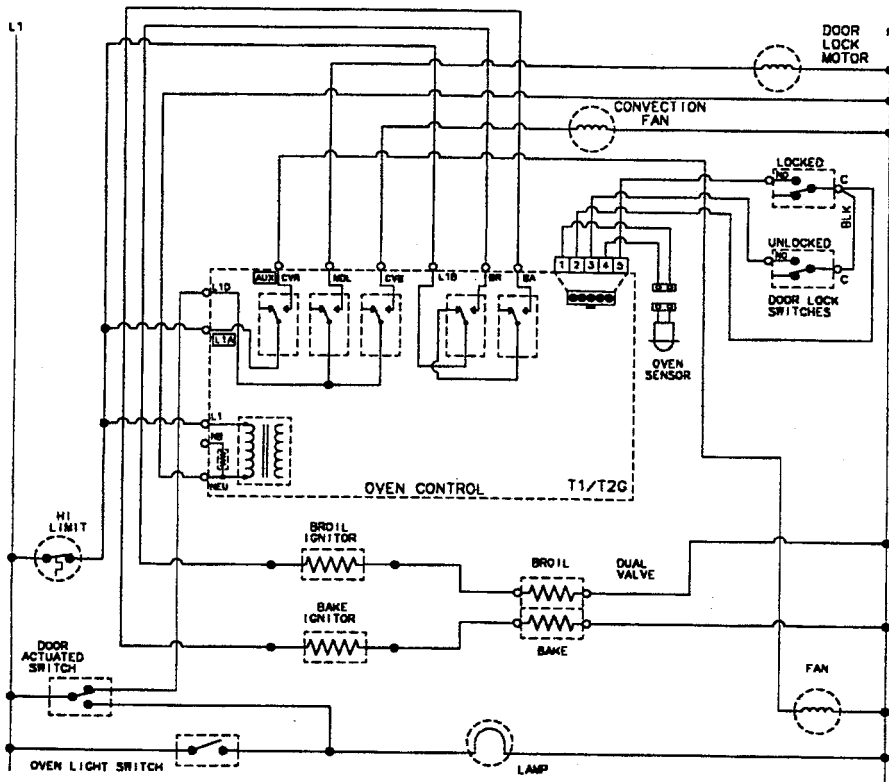 L1
DOOR
LOCK
MOTOR
CONVECTION
FAN
LOCKED
NO
C
BLK
UNLOCKED
NO
C
DOOR LOCK
SWITCHES
AUX CVR MDL L1B BR BA
1 2 3 4 5
L1D
L1A
OVEN
SENSOR
L1
NEU
OVEN CONTROL
T1/T2G
HI
LIMIT
BROIL
IGNITOR
BROIL
DUAL
VALVE
BAKE
IGNITOR
BAKE
DOOR
ACTUATED
SWITCH
FAN
OVEN LIGHT SWITCH
LAMP